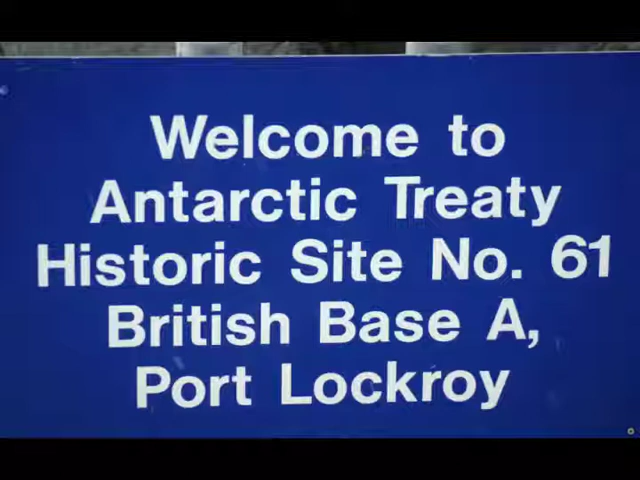 Welcome to
Antarctic Treaty
Historic Site No. 61
British Base A,
Port Lockroy